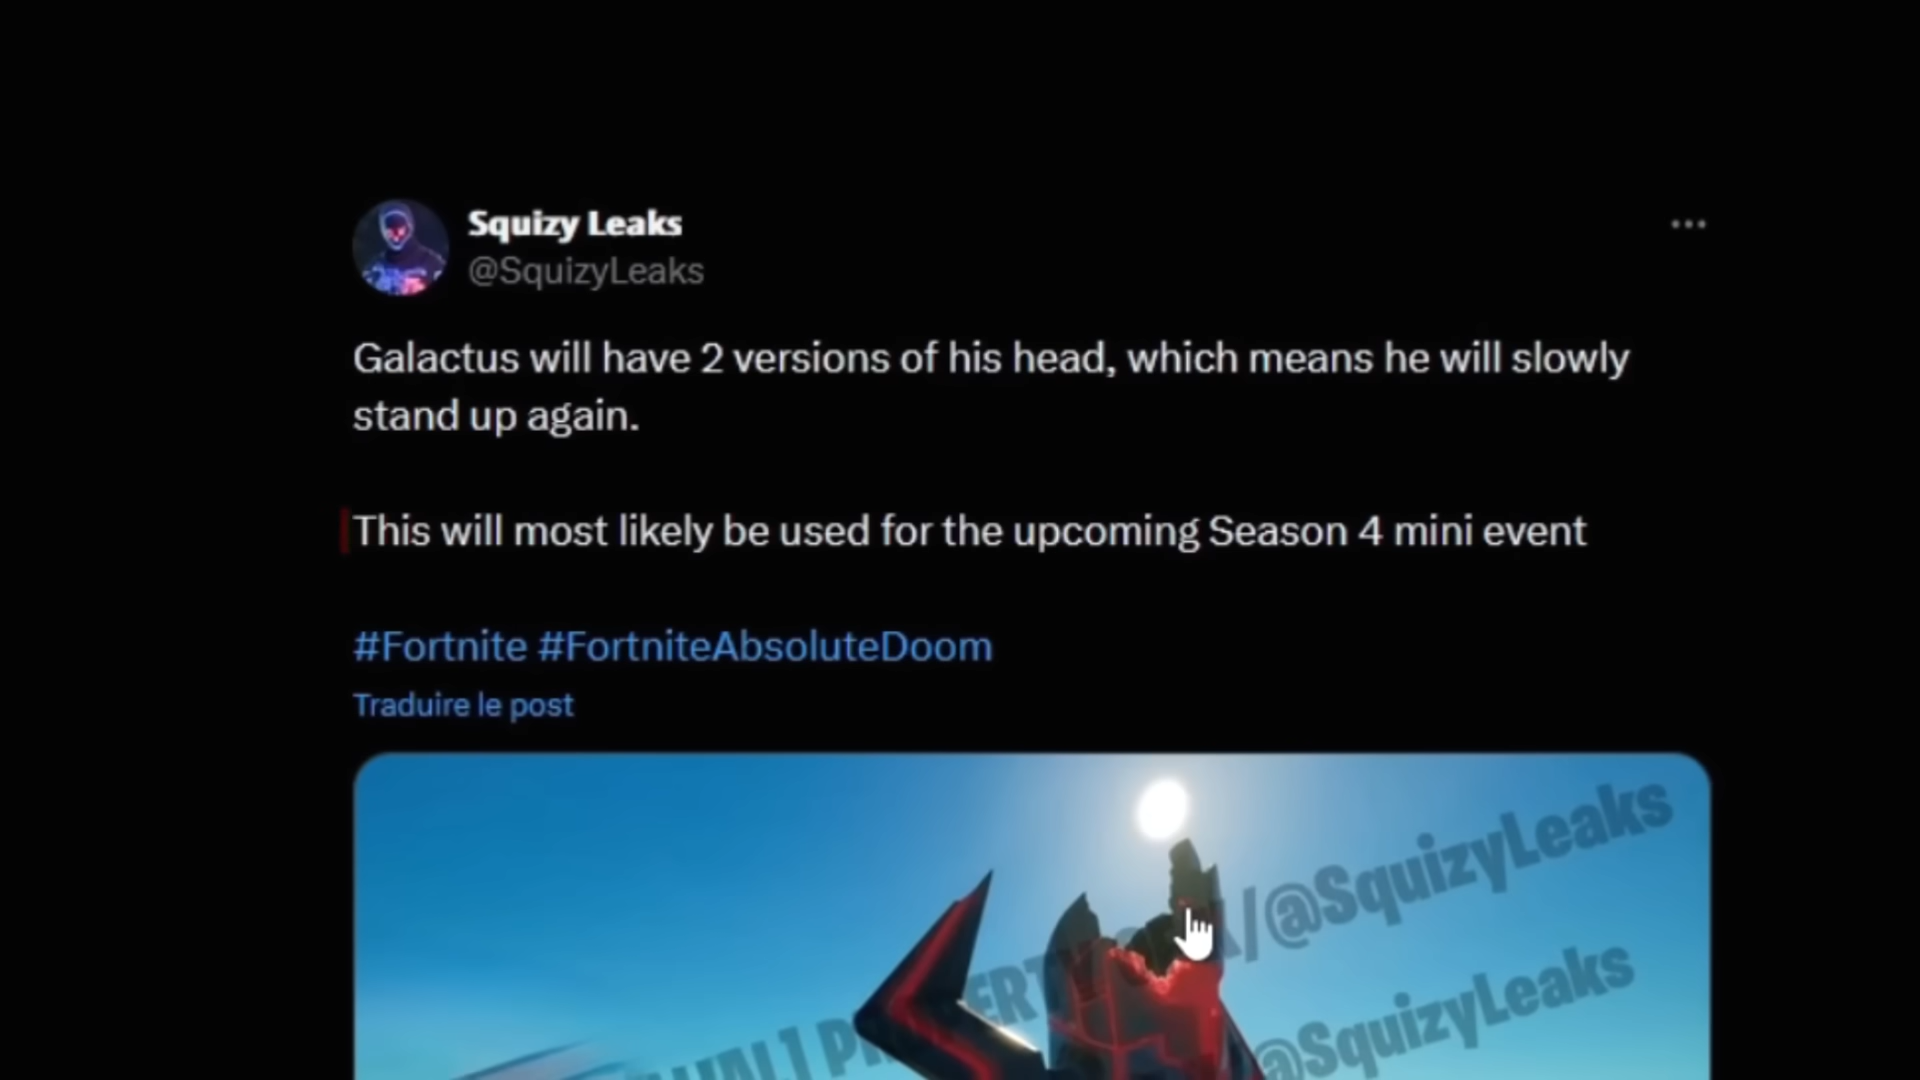 Squizy Leaks
@SquizyLeaks
Galactus will have 2 versions of his head, which means he will slowly
stand up again.
This will most likely be used for the upcoming Season 4 mini event
#Fortnite #FortniteAbsoluteDoom
Traduire le post
/@SquizyLeaks
@SquizyLeaks